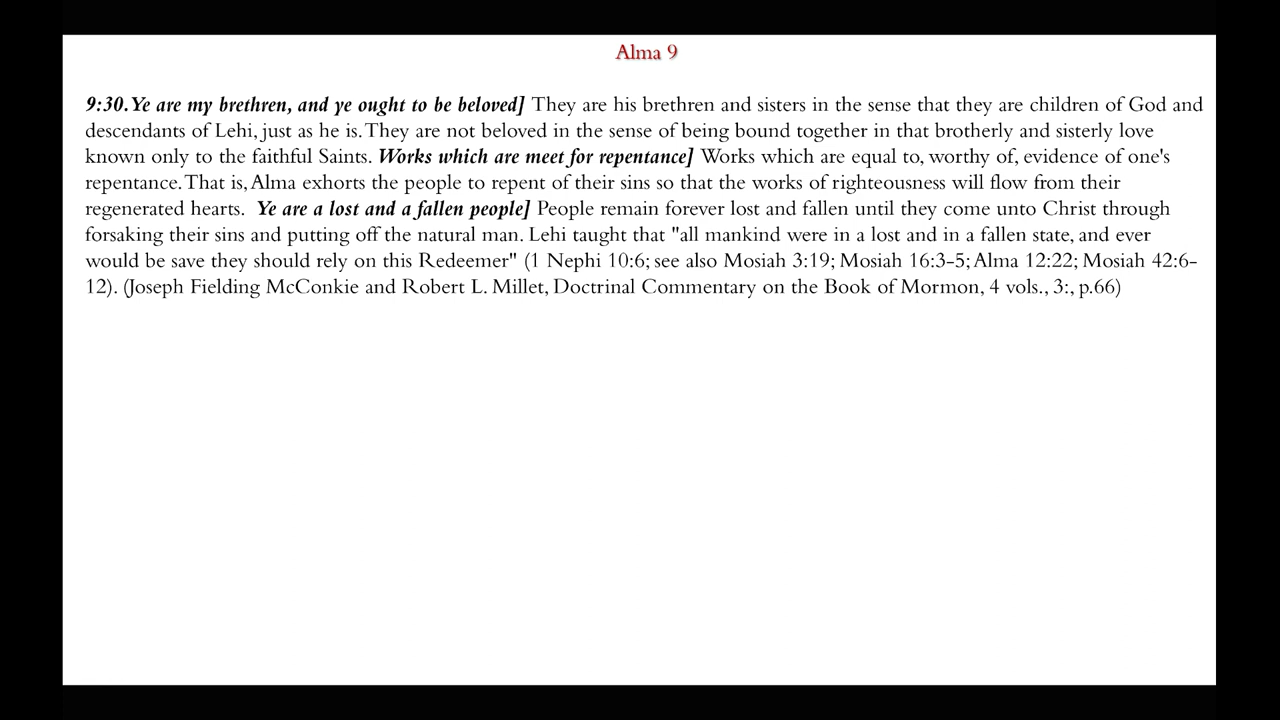 Alma 9
9:30. Ye are my brethren, and ye ought to be beloved] They are his brethren and sisters in the sense that they are children of God and
descendants of Lehi, just as he is. They are not beloved in the sense of being bound together in that brotherly and sisterly love
known only to the faithful Saints. Works which are meet for repentance] Works which are equal to, worthy of, evidence of one's
repentance. That is, Alma exhorts the people to repent of their sins so that the works of righteousness will flow from their
regenerated hearts.  Ye are a lost and a fallen people] People remain forever lost and fallen until they come unto Christ through
forsaking their sins and putting off the natural man. Lehi taught that "all mankind were in a lost and in a fallen state, and ever
would be save they should rely on this Redeemer" (1 Nephi 10:6; see also Mosiah 3:19; Mosiah 16:3-5; Alma 12:22; Mosiah 42:6-
12). (Joseph Fielding McConkie and Robert L. Millet, Doctrinal Commentary on the Book of Mormon, 4 vols., 3:, p.66)